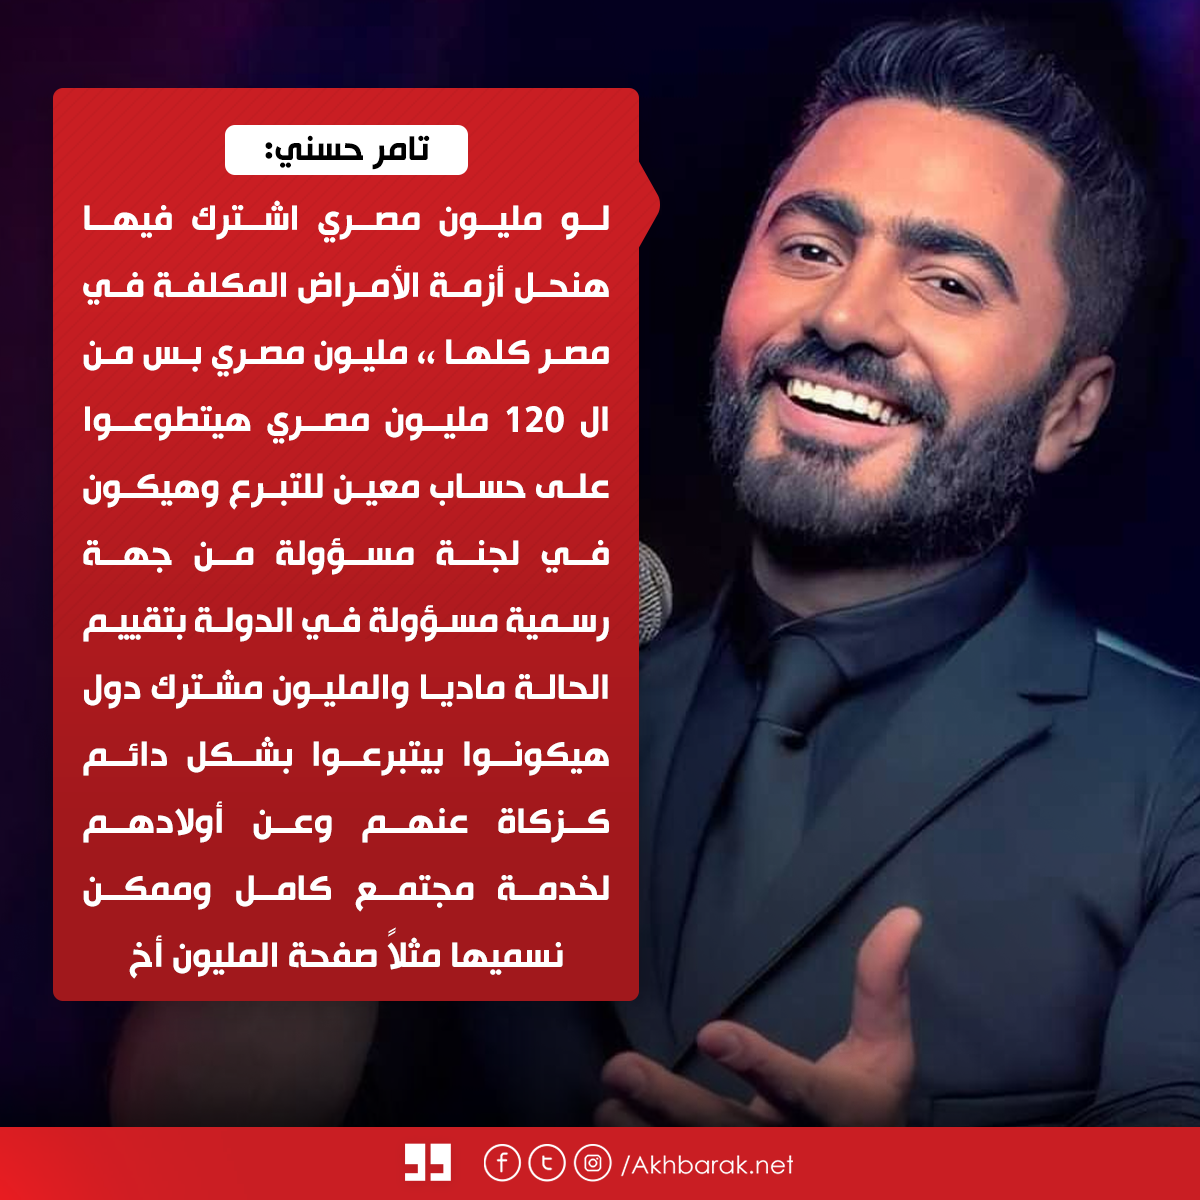 تامر حسني:
لو مليون مصري اشترك فيها
هنحل أزمة الأمراض المكلفة في
مصر كلها ،، مليون مصري بس من
ال 120 مليون مصري هيتطوعوا
على حساب معين للتبرع وهيكون
في لجنة مسؤولة من جهة
رسمية مسؤولة في الدولة بتقييم
الحالة ماديا والمليون مشترك دول
هيكونوا بيتبرعوا بشكل دائم
كزكاة عنهم وعن أولادهم
لخدمة مجتمع كامل وممكن
نسميها مثلاً صفحة المليون أخ
/Akhbarak.net